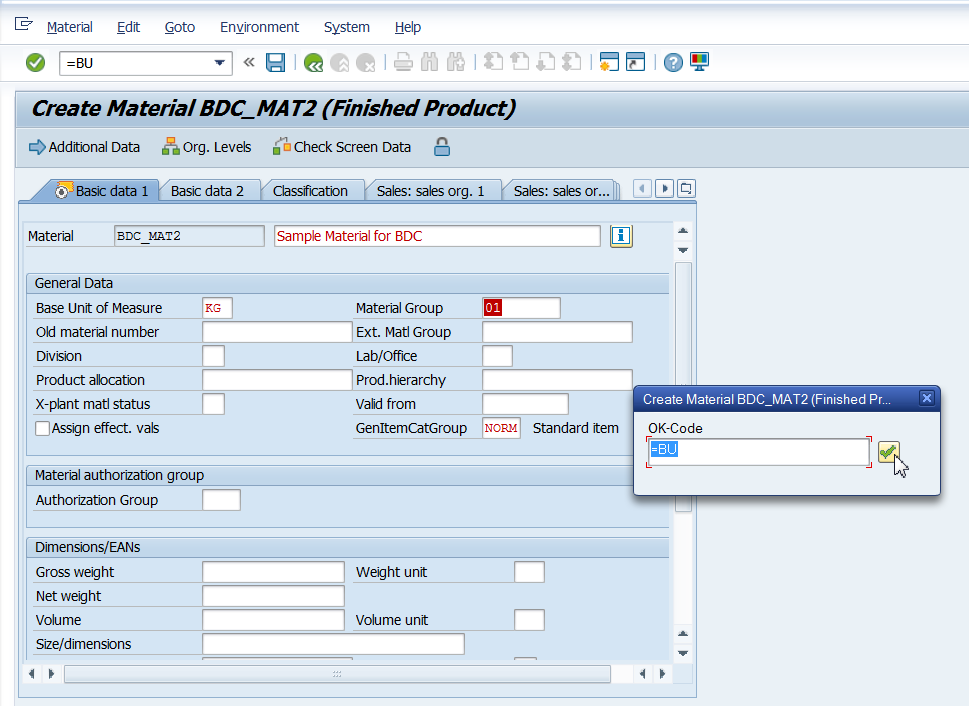 Material Edit Goto Environment System Help
=BU
Create Material BDC_MAT2 (Finished Product)
Additional Data Org. Levels Check Screen Data
Basic data 1 Basic data 2 Classification Sales: sales org. 1 Sales: sales or...
Material BDC_MAT2 Sample Material for BDC
General Data
Base Unit of Measure KG Material Group 01
Old material number Ext. Matl Group
Division Lab/Office
Product allocation Prod.hierarchy
X-plant matl status Valid from
Assign effect. vals GenItemCatGroup NORM Standard item
Create Material BDC_MAT2 (Finished Pr...
OK-Code
=BU
Material authorization group
Authorization Group
Dimensions/EANs
Gross weight Weight unit
Net weight
Volume Volume unit
Size/dimensions